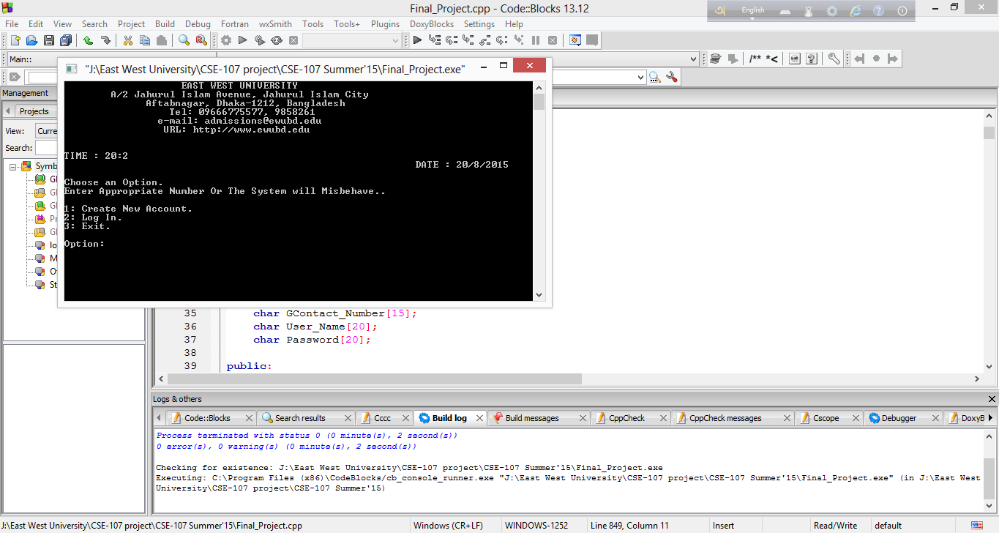 Final_Project.cpp - Code::Blocks 13.12
English
File Edit View Search Project Build Debug Fortran wxSmith Tools Tools+ Plugins DoxyBlocks Settings Help
Main::
/** *<
"J:\East West University\CSE-107 project\CSE-107 Summer'15\Final_Project.exe"
EAST WEST UNIVERSITY
A/2 Jahurul Islam Avenue, Jahurul Islam City
Aftabnagar, Dhaka-1212, Bangladesh
Tel: 09666775577, 9858261
e-mail: admissions@ewubd.edu
URL: http://www.ewubd.edu
TIME : 20:2
DATE : 20/8/2015
Choose an Option.
Enter Appropriate Number Or The System will Misbehave..
1: Create New Account.
2: Log In.
3: Exit.
Option:
Management
Projects
View: Curre
Search:
Symb
Gl
Gl
Gl
Pr
Gl
lo
M
O
St
35 char GContact_Number[15];
36 char User_Name[20];
37 char Password[20];
38
39 public:
Logs & others
Code::Blocks Search results Cccc Build log Build messages CppCheck CppCheck messages Cscope Debugger DoxyB
Process terminated with status 0 (0 minute(s), 2 second(s))
0 error(s), 0 warning(s) (0 minute(s), 2 second(s))
Checking for existence: J:\East West University\CSE-107 project\CSE-107 Summer'15\Final_Project.exe
Executing: C:\Program Files (x86)\CodeBlocks/cb_console_runner.exe "J:\East West University\CSE-107 project\CSE-107 Summer'15\Final_Project.exe" (in J:\East West
University\CSE-107 project\CSE-107 Summer'15)
J:\East West University\CSE-107 project\CSE-107 Summer'15\Final_Project.cpp Windows (CR+LF) WINDOWS-1252 Line 849, Column 11 Insert Read/Write default